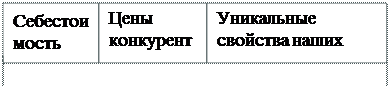 Себестои
мость
Цены
конкурент
Уникальные
свойства наших